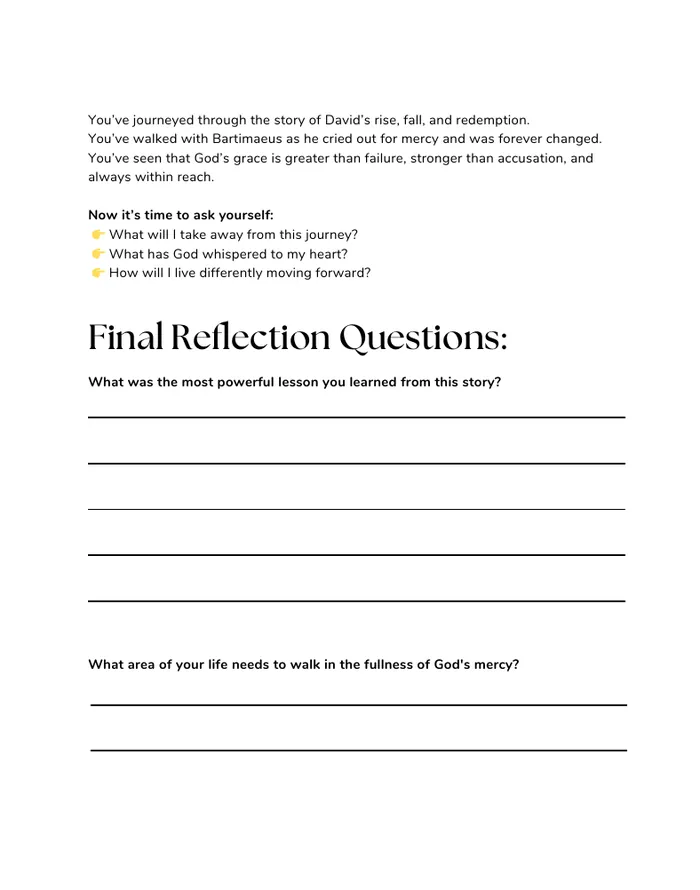 You’ve journeyed through the story of David’s rise, fall, and redemption.
You’ve walked with Bartimaeus as he cried out for mercy and was forever changed.
You’ve seen that God’s grace is greater than failure, stronger than accusation, and
always within reach.
Now it’s time to ask yourself:
👉 What will I take away from this journey?
👉 What has God whispered to my heart?
👉 How will I live differently moving forward?
Final Reflection Questions:
What was the most powerful lesson you learned from this story?
What area of your life needs to walk in the fullness of God's mercy?